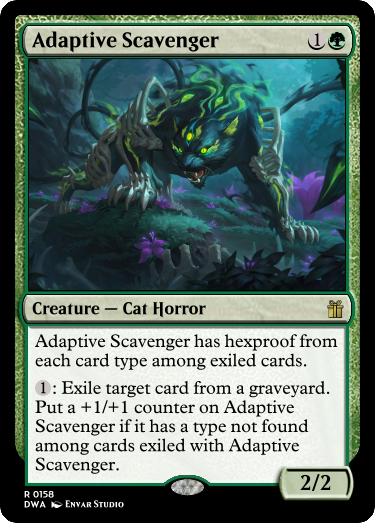 Adaptive Scavenger 1
Creature — Cat Horror
Adaptive Scavenger has hexproof from
each card type among exiled cards.
1: Exile target card from a graveyard.
Put a +1/+1 counter on Adaptive
Scavenger if it has a type not found
among cards exiled with Adaptive
Scavenger.
2/2
R 0158
DWA ENVAR STUDIO